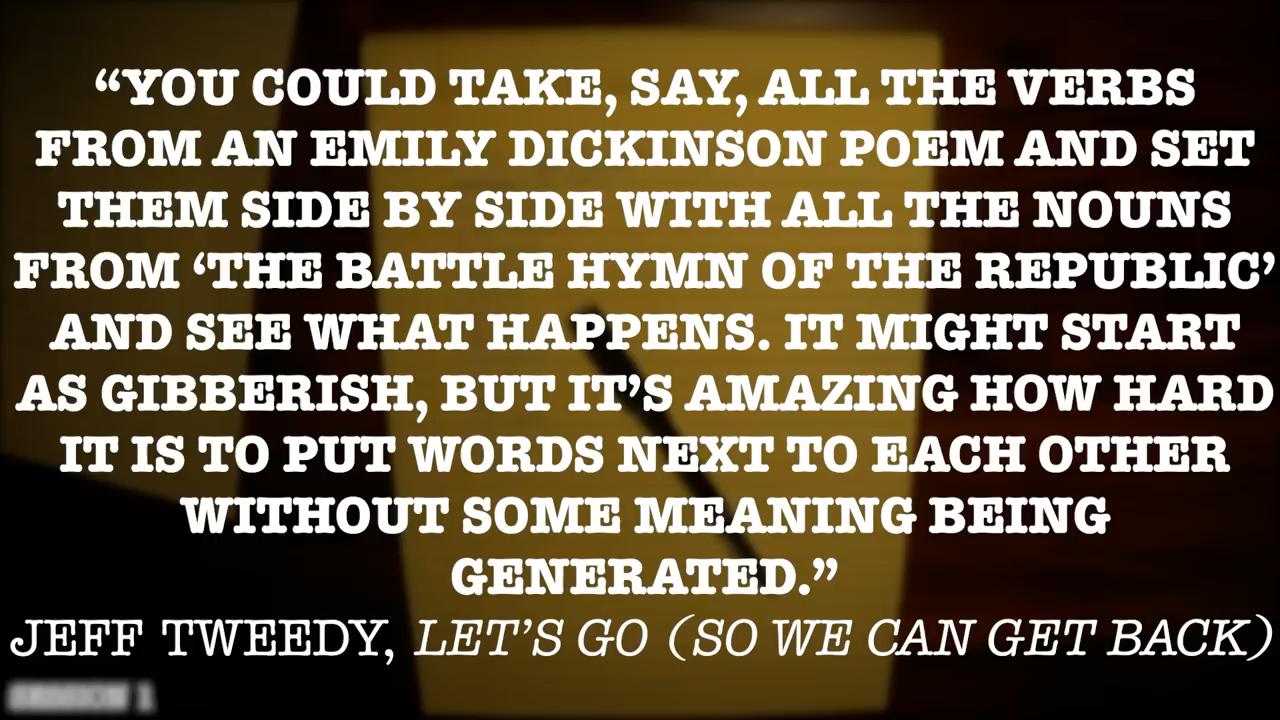 “YOU COULD TAKE, SAY, ALL THE VERBS
FROM AN EMILY DICKINSON POEM AND SET
THEM SIDE BY SIDE WITH ALL THE NOUNS
FROM ‘THE BATTLE HYMN OF THE REPUBLIC’
AND SEE WHAT HAPPENS. IT MIGHT START
AS GIBBERISH, BUT IT’S AMAZING HOW HARD
IT IS TO PUT WORDS NEXT TO EACH OTHER
WITHOUT SOME MEANING BEING
GENERATED.”
JEFF TWEEDY, LET’S GO (SO WE CAN GET BACK)